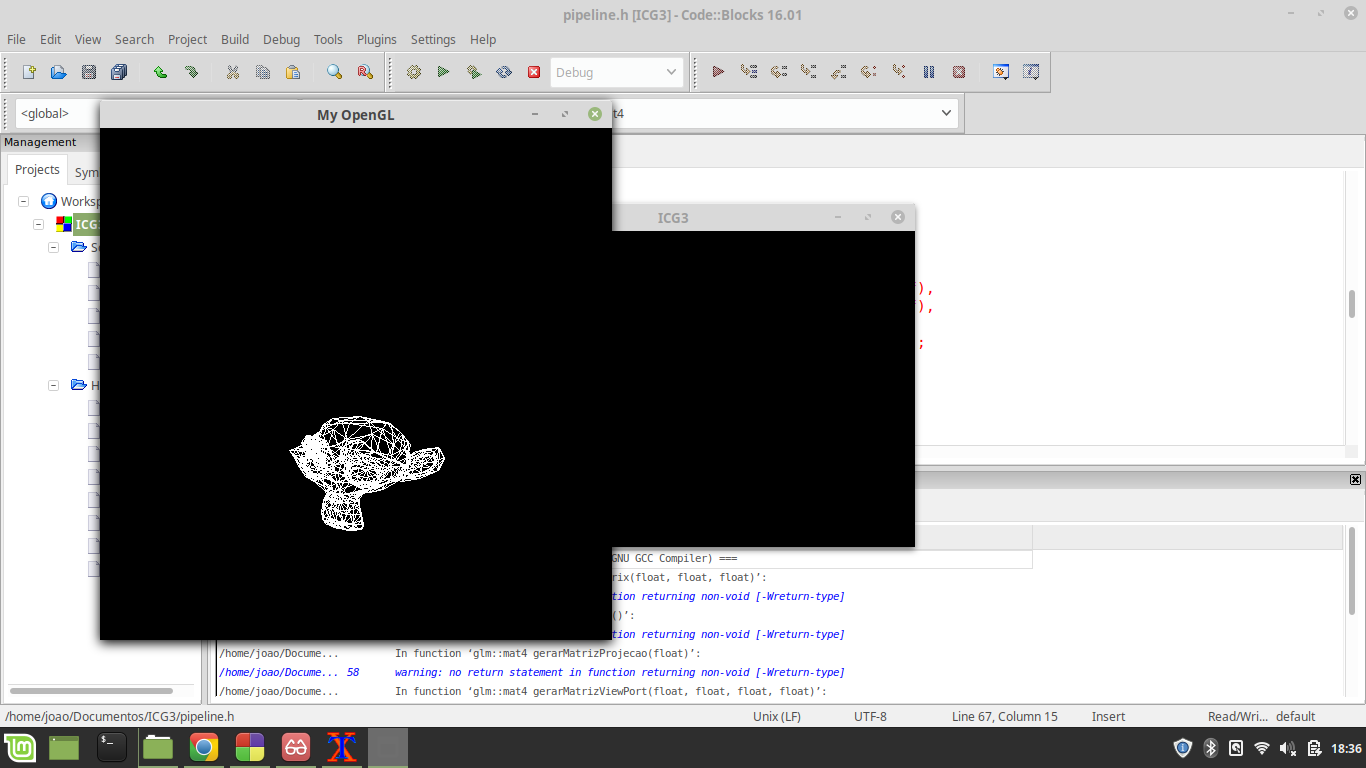 pipeline.h [ICG3] - Code::Blocks 16.01
File Edit View Search Project Build Debug Tools Plugins Settings Help
Debug
<global>
t4
My OpenGL
Management
Projects
Sym
Worksp
ICG3
ICG
S
),
),
;
H
GNU GCC Compiler) ===
rix(float, float, float)’:
tion returning non-void [-Wreturn-type]
()’:
tion returning non-void [-Wreturn-type]
/home/joao/Docume... In function ‘glm::mat4 gerarMatrizProjecao(float)’:
/home/joao/Docume... 58 warning: no return statement in function returning non-void [-Wreturn-type]
/home/joao/Docume... In function ‘glm::mat4 gerarMatrizViewPort(float, float, float, float)’:
/home/joao/Documentos/ICG3/pipeline.h Unix (LF) UTF-8 Line 67, Column 15 Insert Read/Wri... default
18:36